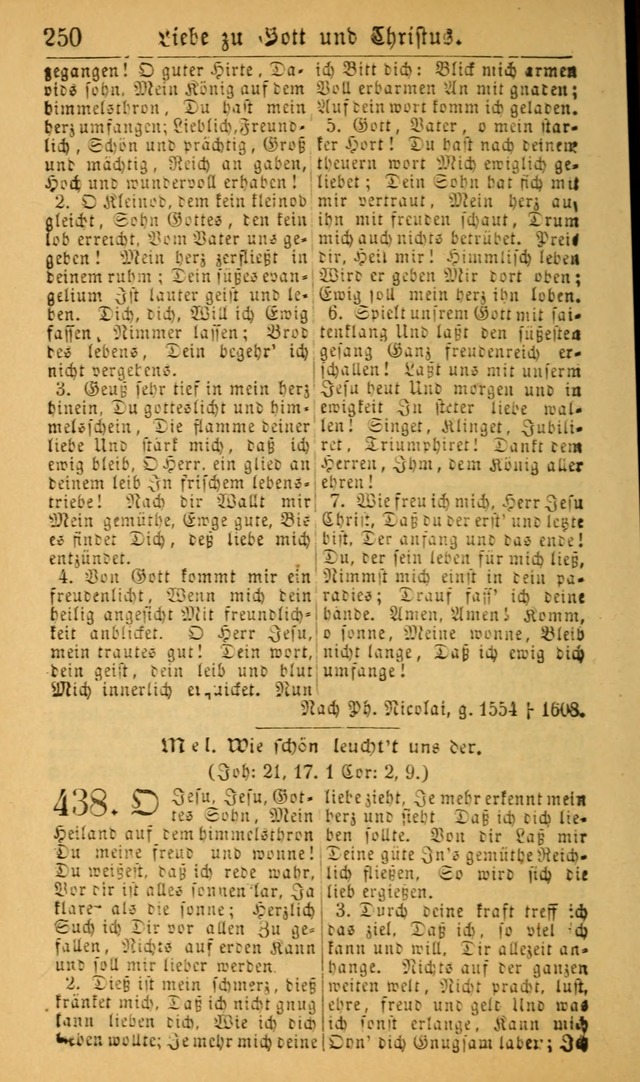 250 Liebe zu Gott und Christus.
gegangen! O guter Hirte, Da-
vids sohn, Mein König auf dem
himmelsthron, Du hast mein
herz umfangen; Lieblich, Freund-
lich, Schön und prächtig, Groß
und mächtig, Reich an gaben,
Hoch und wundervoll erhaben!
2. O Kleinod, dem kein kleinod
gleicht, Sohn Gottes, den kein
lob erreicht, Vom Vater uns ge-
geben! Mein herz zerfließt in
deinem ruhm; Dein süßes evan-
gelium Ist lauter geist und le-
ben. Dich, dich, Will ich Ewig
fassen, Nimmer lassen; Brod
des lebens, Dein begehr' ich
nicht vergebens.
3. Geuß sehr tief in mein herz
hinein, Du gotteslicht und him-
melsschein, Die flamme deiner
liebe Und stärk mich, daß ich
ewig bleib, O Herr, ein glied an
deinem leib In frischem lebens-
triebe! Nach dir Wallt mir
Mein gemüthe, Ewge gute, Bis
es findet Dich, deß liebe mich
entzündet.
4. Von Gott kommt mir ein
freudenlicht, Wenn mich dein
heilig angesicht Mit freundlich-
keit anblicket. O Herr Jesu,
mein trautes gut! Dein wort,
dein geist, dein leib und blut
Mich innerlich erquicket. Nun
ich Bitt dich: Blick mich armen
Voll erbarmen An mit gnaden;
Auf dein wort komm ich geladen.
5. Gott, Vater, o mein star-
ker Hort! Du hast nach deinem
theuern wort Mich ewiglich ge-
liebet; Dein Sohn hat sich mit
mir vertraut, Mein herz auf
ihn mit freuden schaut, Drum
mich auch nichts betrübet. Preis
dir, Heil mir! Himmlisch leben
Wird er geben Mir dort oben;
Ewig soll mein herz ihn loben.
6. Spielt unsrem Gott mit sai-
tenklang Und laßt den süßesten
gesang Ganz freudenreich er-
schallen! Laßt uns mit unserm
Jesu heut Und morgen und in
ewigkeit In steter liebe wal-
len! Singet, Klinget, Jubili-
ret, Triumphiret! Dankt dem
Herren, Ihm, dem König aller
ehren!
7. Wie freu ich mich, Herr Jesu
Christ, Daß du der erst' und letzte
bist, Der anfang und das ende!
Du, der sein leben für mich ließ,
Nimmst mich einst in dein pa-
radies; Drauf fass' ich deine
hände. Amen, Amen! Komm,
o sonne, Meine wonne, Bleib
nicht lange, Daß ich ewig dich
umfange!
Nach Ph. Nicolai, g. 1554 † 1608.
Mel. Wie schön leucht't uns der.
(Joh: 21, 17. 1 Cor: 2, 9.)
438. O Jesu, Jesu, Got-
tes Sohn, Mein
Heiland auf dem himmelsthron
Du meine freud und wonne!
Du weißest, daß ich rede wahr,
Vor dir ist alles sonnenklar, Ja
klarer als die sonne; Herzlich
Such ich Dir vor allen Zu ge-
fallen, Nichts auf erden Kann
und soll mir lieber werden.
2. Dieß ist mein schmerz, dieß
kränket mich, Daß ich nicht gnug
kann lieben dich, Wie ich dich
lieben wollte; Je mehr mich deine
liebe zieht, Je mehr erkennt mein
herz und sieht Daß ich dich lie-
ben sollte. Von dir Laß mir
Deine güte In's gemüthe Reich-
lich fließen, So wird sich die
lieb ergießen.
3. Durch deine kraft treff ich
das ziel, Daß ich, so viel ich
kann und will, Dir allezeit an-
hange. Nichts auf der ganzen
weiten welt, Nicht pracht, lust,
ehre, freud und geld Und was
ich sonst erlange, Kann mich
Ohn' dich Gnugsam laben; Ich